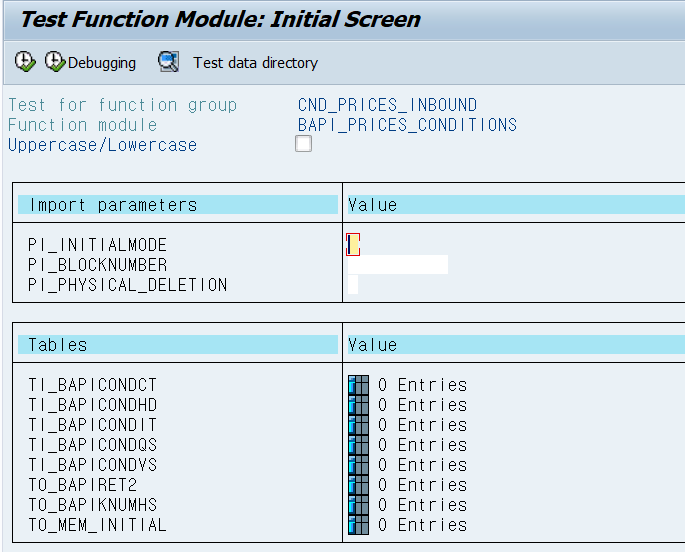 Test Function Module: Initial Screen
Debugging Test data directory
Test for function group CND_PRICES_INBOUND
Function module BAPI_PRICES_CONDITIONS
Uppercase/Lowercase
Import parameters Value
PI_INITIALMODE
PI_BLOCKNUMBER
PI_PHYSICAL_DELETION
Tables Value
TI_BAPICONDCT 0 Entries
TI_BAPICONDHD 0 Entries
TI_BAPICONDIT 0 Entries
TI_BAPICONDQS 0 Entries
TI_BAPICONDVS 0 Entries
TO_BAPIRET2 0 Entries
TO_BAPIKNUMHS 0 Entries
TO_MEM_INITIAL 0 Entries